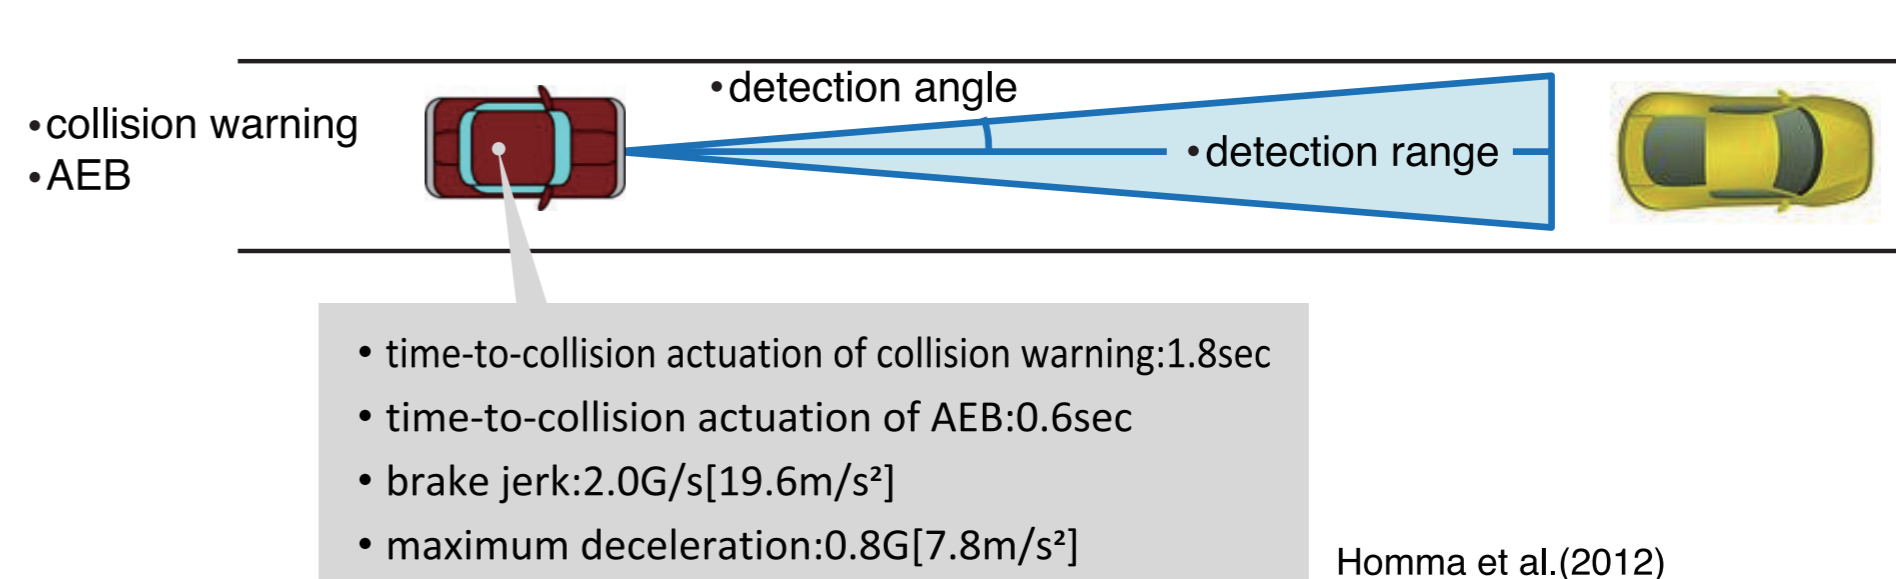 •detection angle
•collision warning
•detection range
•AEB
• time-to-collision actuation of collision warning:1.8sec
• time-to-collision actuation of AEB:0.6sec
• brake jerk:2.0G/s[19.6m/s²]
• maximum deceleration:0.8G[7.8m/s²]
Homma et al.(2012)